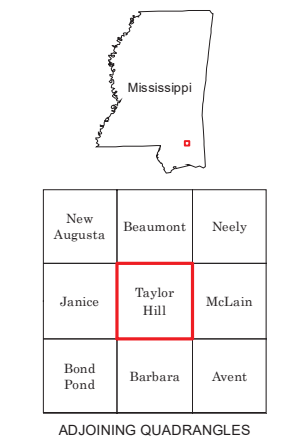 Mississippi
New
Augusta
Beaumont
Neely
Janice
Taylor
Hill
McLain
Bond
Pond
Barbara
Avent
ADJOINING QUADRANGLES